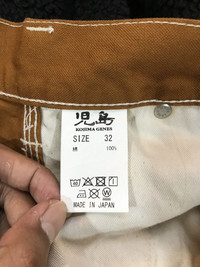 児島
KOJIMA GENES
SIZE 32
綿 100%
MADE IN JAPAN